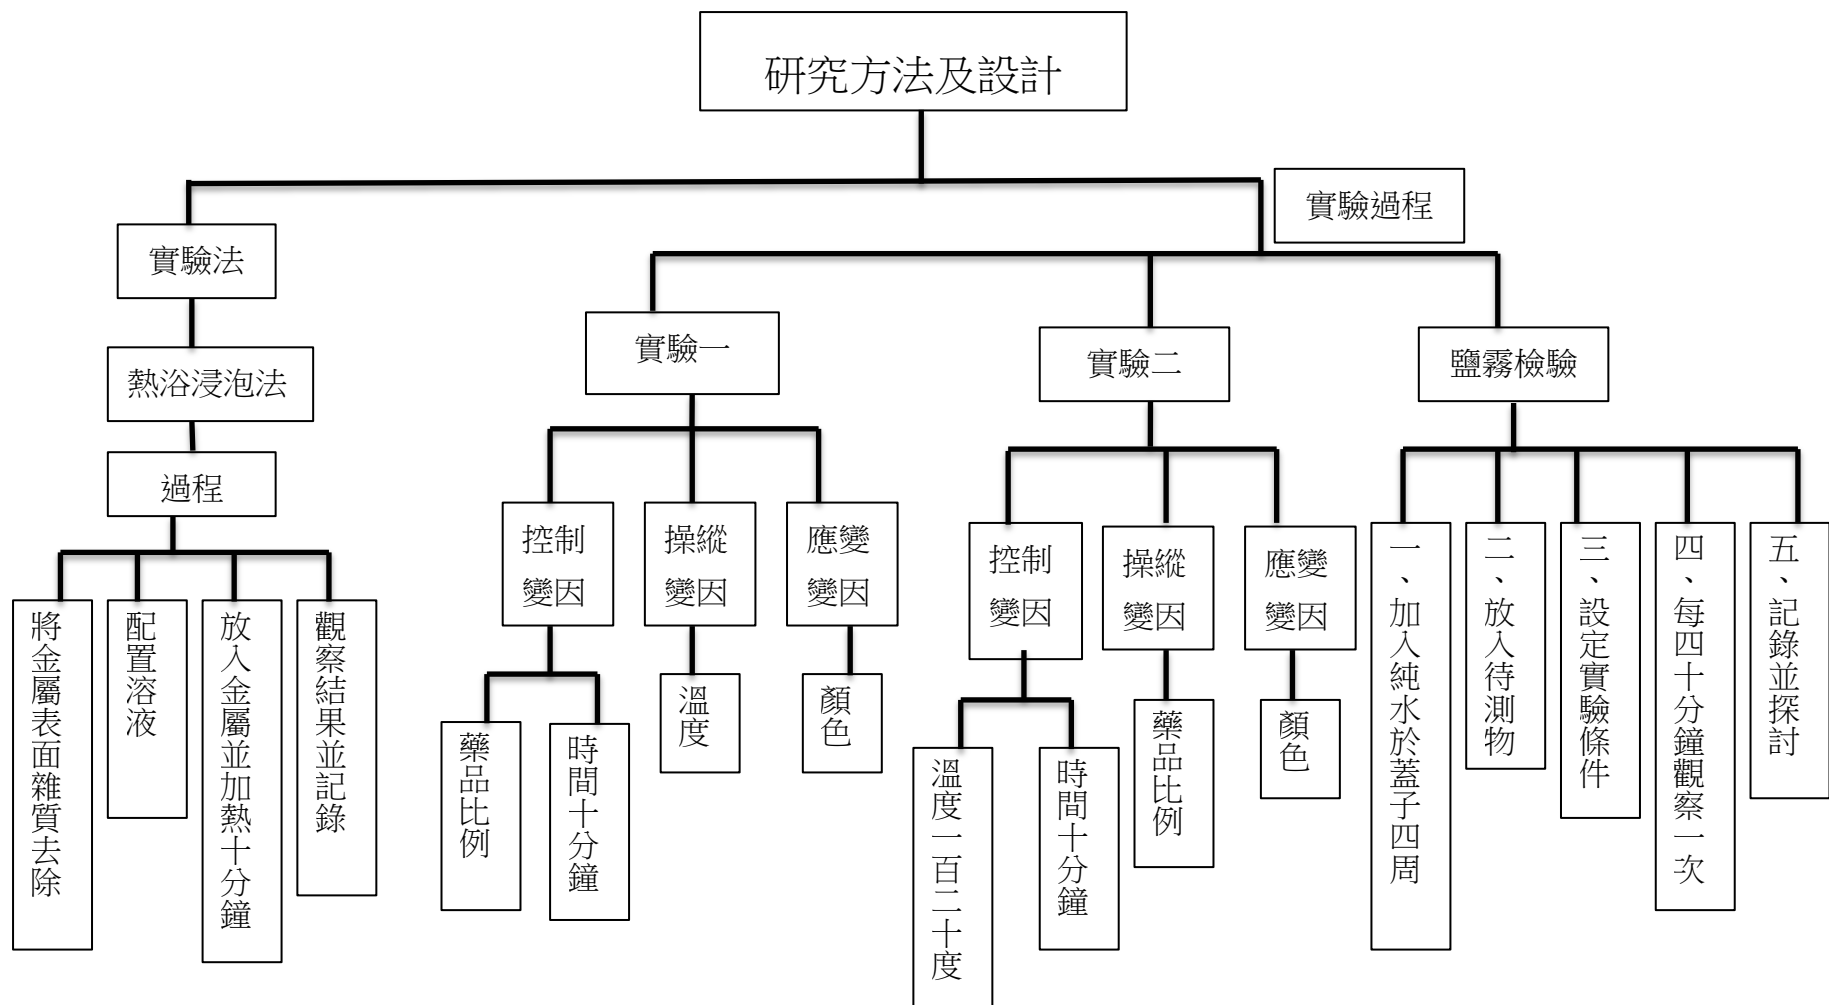 研究方法及設計
實驗過程
實驗法
熱浴浸泡法
過程
將金屬表面雜質去除
配置溶液
放入金屬並加熱十分鐘
觀察結果並記錄
實驗一
控制
變因
操縱
變因
應變
變因
藥品比例
時間十分鐘
溫度
顏色
實驗二
控制
變因
操縱
變因
應變
變因
溫度一百二十度
時間十分鐘
藥品比例
顏色
鹽霧檢驗
一、加入純水於蓋子四周
二、放入待測物
三、設定實驗條件
四、每四十分鐘觀察一次
五、記錄並探討